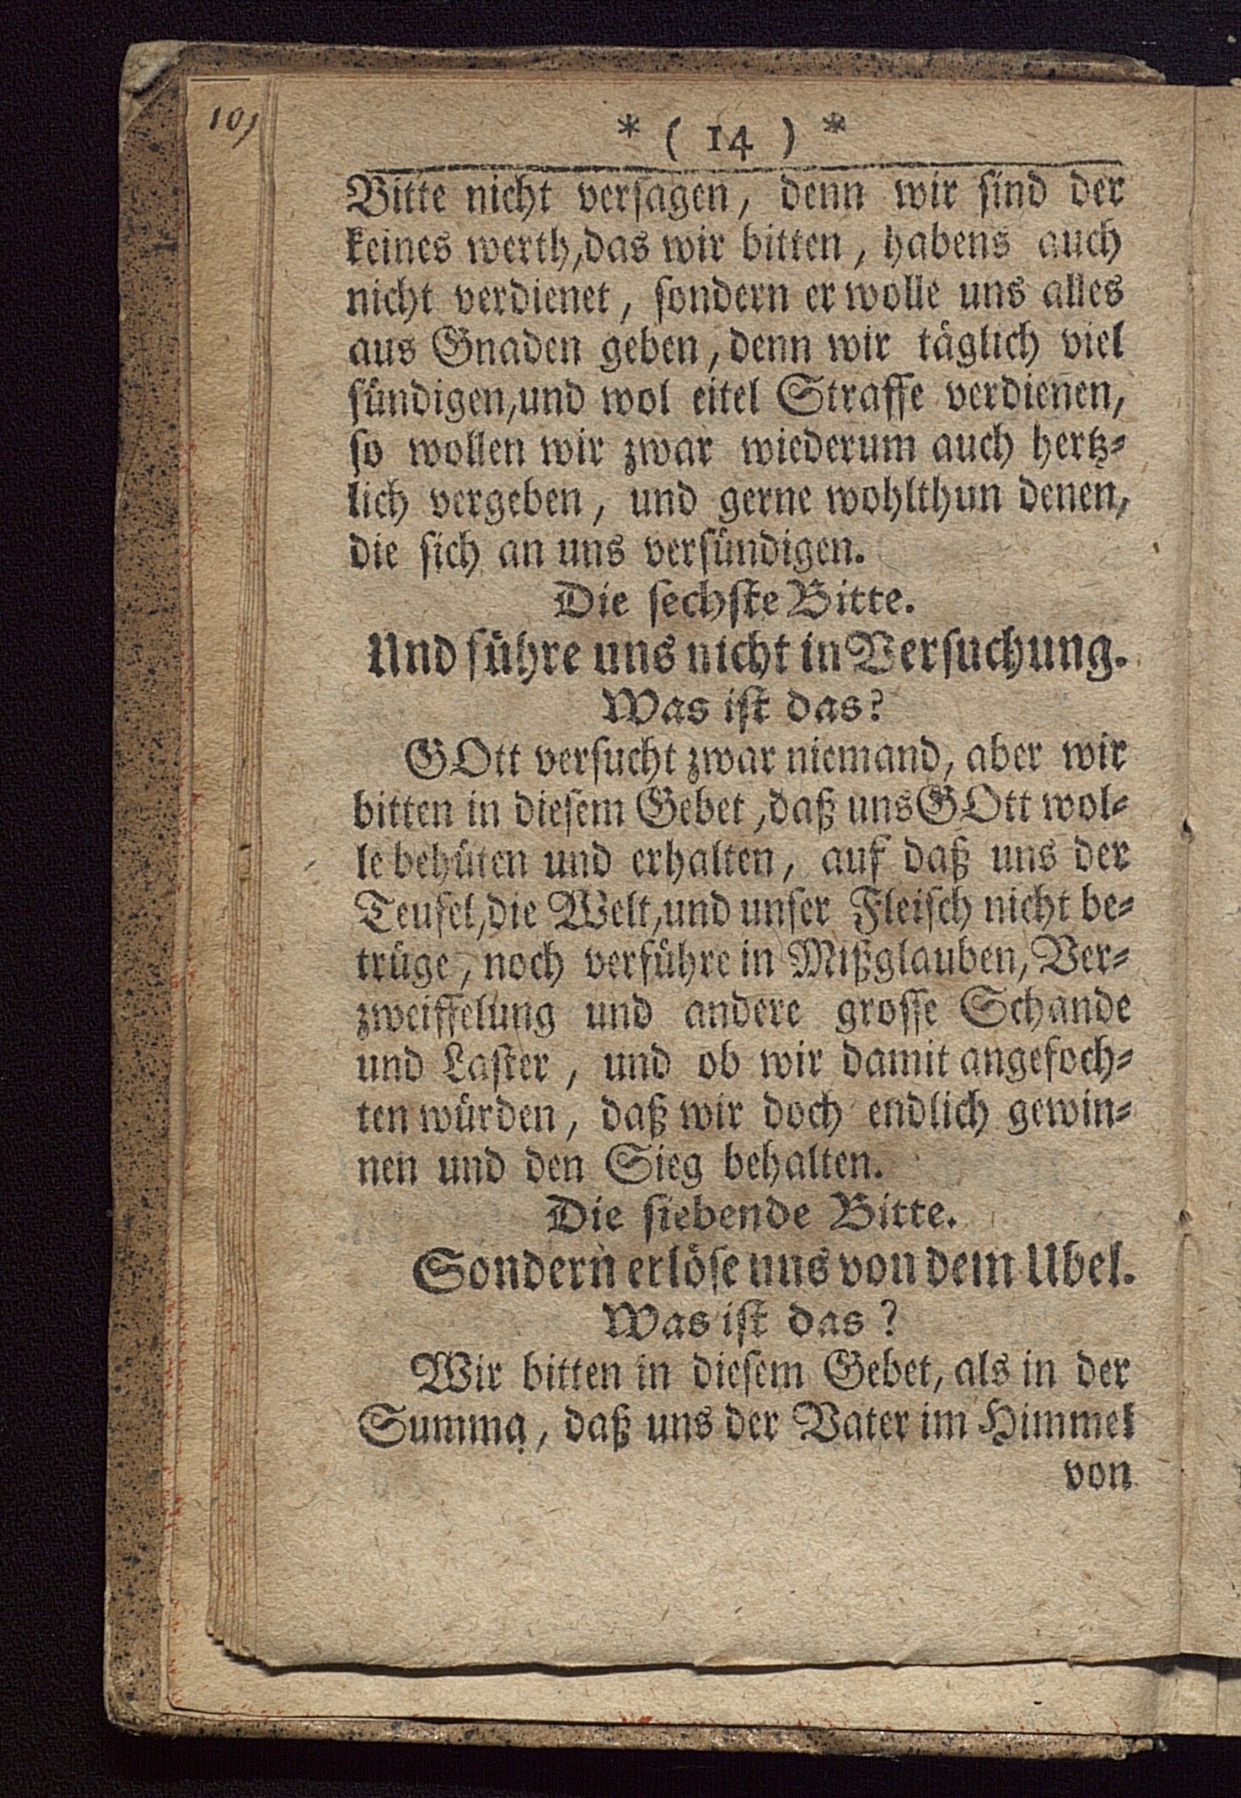 105
* ( 14 ) *
Bitte nicht versagen, denn wir sind der
keines werth, das wir bitten, habens auch
nicht verdienet, sondern er wolle uns alles
aus Gnaden geben, denn wir täglich viel
sündigen, und wol eitel Straffe verdienen,
so wollen wir zwar wiederum auch hertz-
lich vergeben, und gerne wohlthun denen,
die sich an uns versündigen.
Die sechste Bitte.
Und führe uns nicht in Versuchung.
Was ist das?
GOtt versucht zwar niemand, aber wir
bitten in diesem Gebet, daß uns GOtt wol-
le behüten und erhalten, auf daß uns der
Teufel, die Welt, und unser Fleisch nicht be-
trüge, noch verführe in Mißglauben, Ver-
zweiffelung und andere grosse Schande
und Laster, und ob wir damit angefoch-
ten würden, daß wir doch endlich gewin-
nen und den Sieg behalten.
Die siebende Bitte.
Sondern erlöse uns von dem Ubel.
Was ist das?
Wir bitten in diesem Gebet, als in der
Summa, daß uns der Vater im Himmel
von